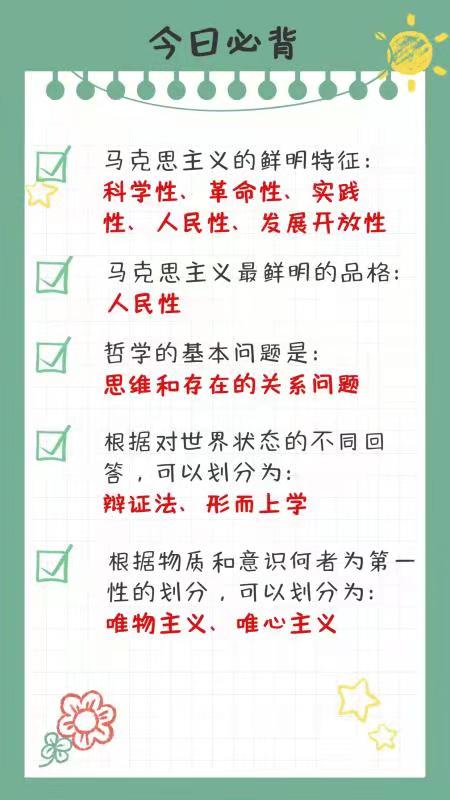 今日必背
马克思主义的鲜明特征：
科学性、革命性、实践
性、人民性、发展开放性
马克思主义最鲜明的品格：
人民性
哲学的基本问题是：
思维和存在的关系问题
根据对世界状态的不同回
答，可以划分为：
辩证法、形而上学
根据物质和意识何者为第一
性的划分，可以划分为：
唯物主义、唯心主义